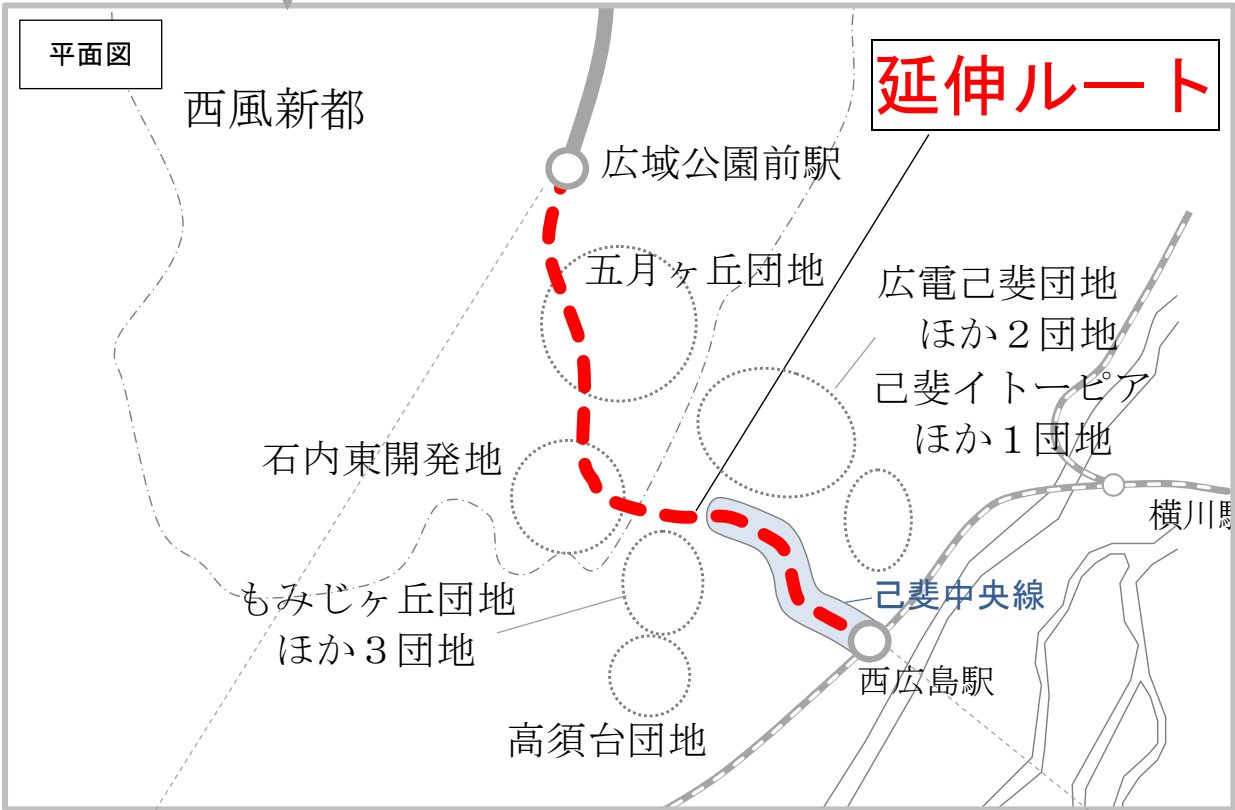 平面図
延伸ルート
西風新都
広域公園前駅
五月ヶ丘団地
広電己斐団地
ほか２団地
己斐イトーピア
ほか１団地
石内東開発地
横川駅
もみじヶ丘団地
ほか３団地
己斐中央線
西広島駅
高須台団地